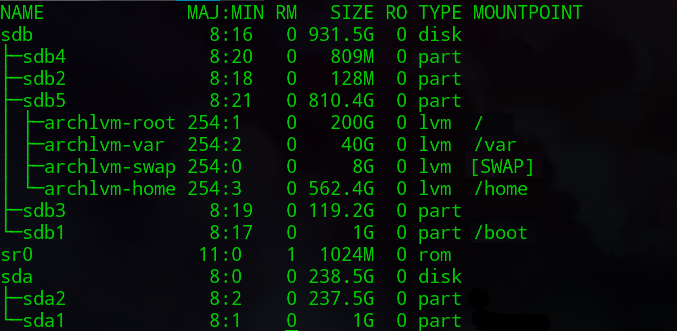 NAME                MAJ:MIN RM   SIZE RO TYPE MOUNTPOINT
sdb                   8:16   0 931.5G  0 disk
├─sdb4                8:20   0   809M  0 part
├─sdb2                8:18   0   128M  0 part
├─sdb5                8:21   0 810.4G  0 part
│ ├─archlvm-root 254:1    0   200G  0 lvm  /
│ ├─archlvm-var  254:2    0    40G  0 lvm  /var
│ ├─archlvm-swap 254:0    0     8G  0 lvm  [SWAP]
│ └─archlvm-home 254:3    0 562.4G  0 lvm  /home
├─sdb3                8:19   0 119.2G  0 part
└─sdb1                8:17   0     1G  0 part /boot
sr0                  11:0    1  1024M  0 rom
sda                   8:0    0 238.5G  0 disk
├─sda2                8:2    0 237.5G  0 part
└─sda1                8:1    0     1G  0 part